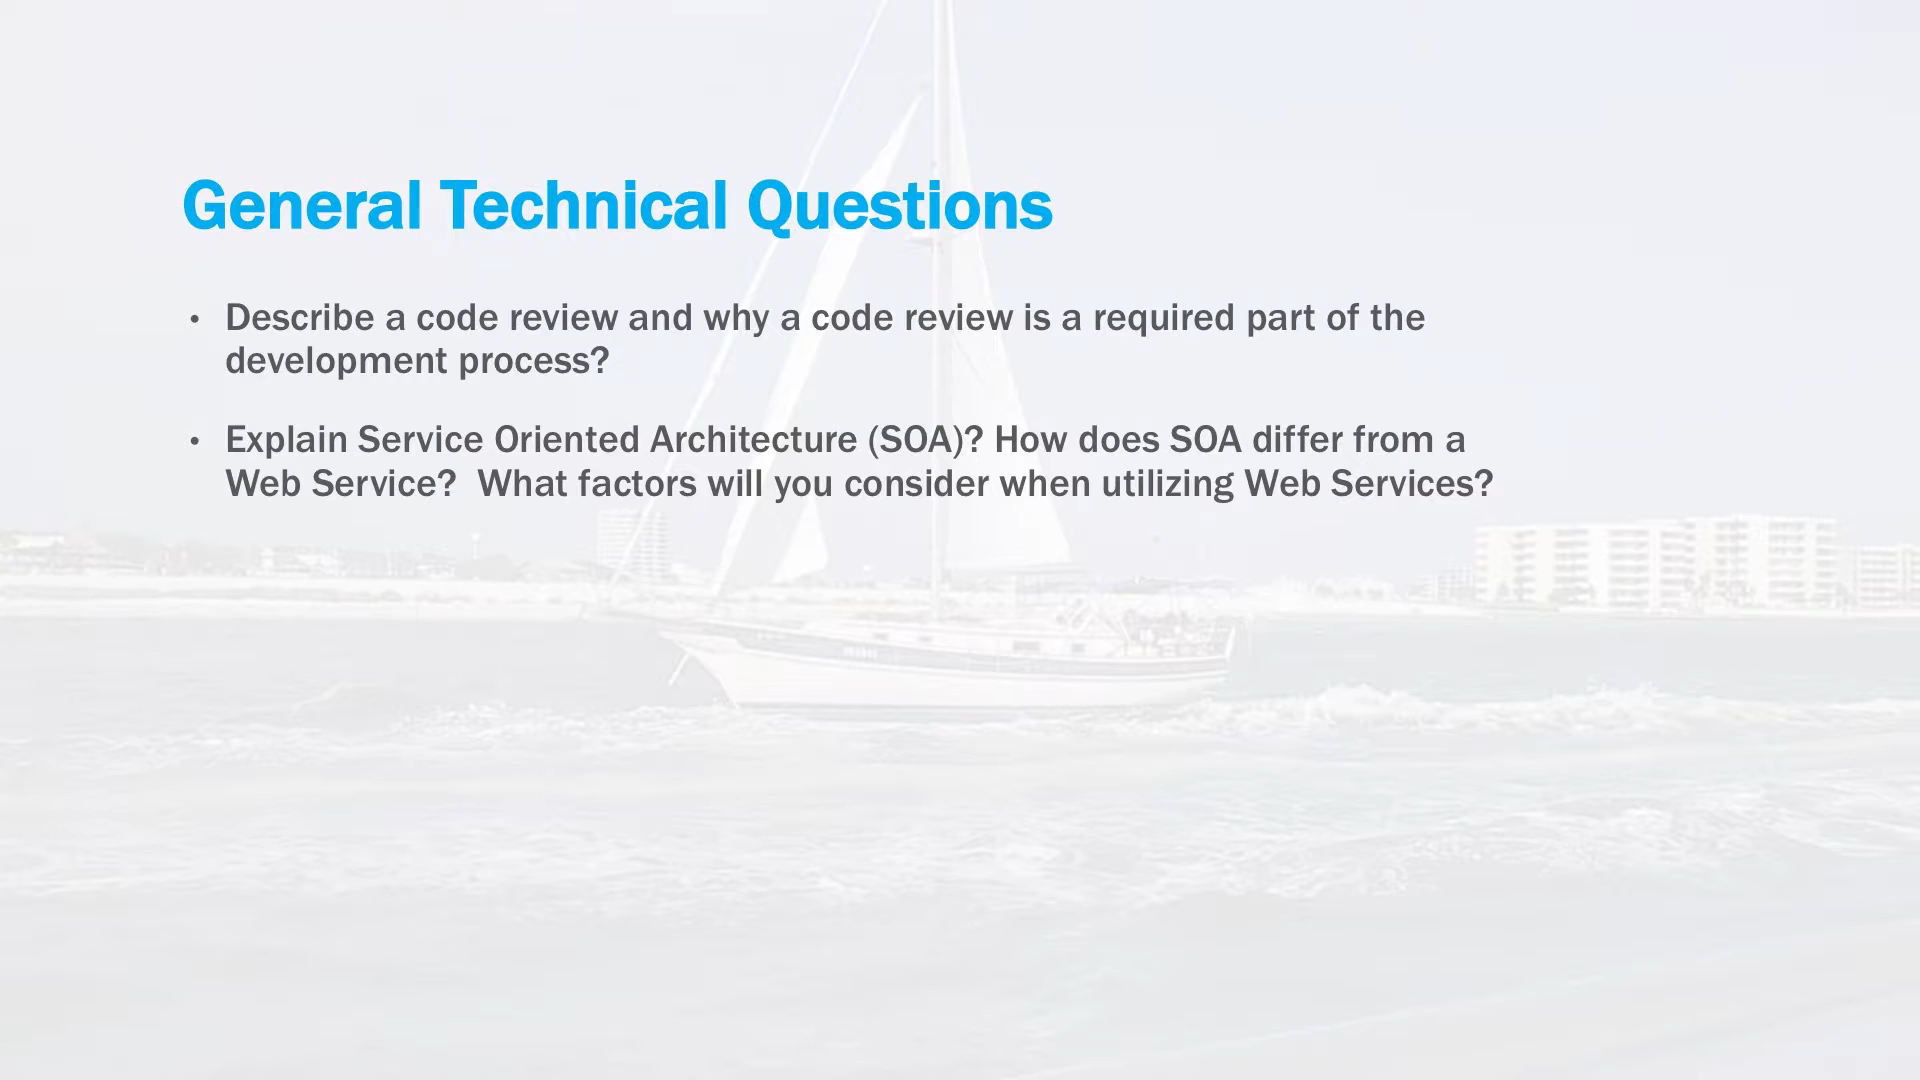 General Technical Questions
• Describe a code review and why a code review is a required part of the
development process?
• Explain Service Oriented Architecture (SOA)? How does SOA differ from a
Web Service?  What factors will you consider when utilizing Web Services?